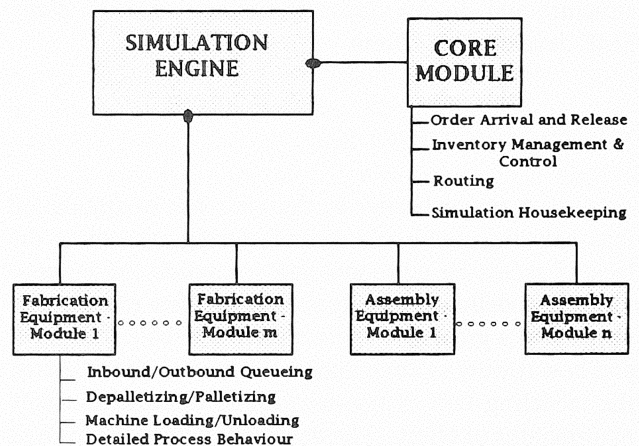 SIMULATION
ENGINE
CORE
MODULE
Order Arrival and Release
Inventory Management &
Control
Routing
Simulation Housekeeping
Fabrication
Equipment -
Module 1
Fabrication
Equipment -
Module m
Assembly
Equipment -
Module 1
Assembly
Equipment -
Module n
Inbound/Outbound Queueing
Depalletizing/Palletizing
Machine Loading/Unloading
Detailed Process Behaviour